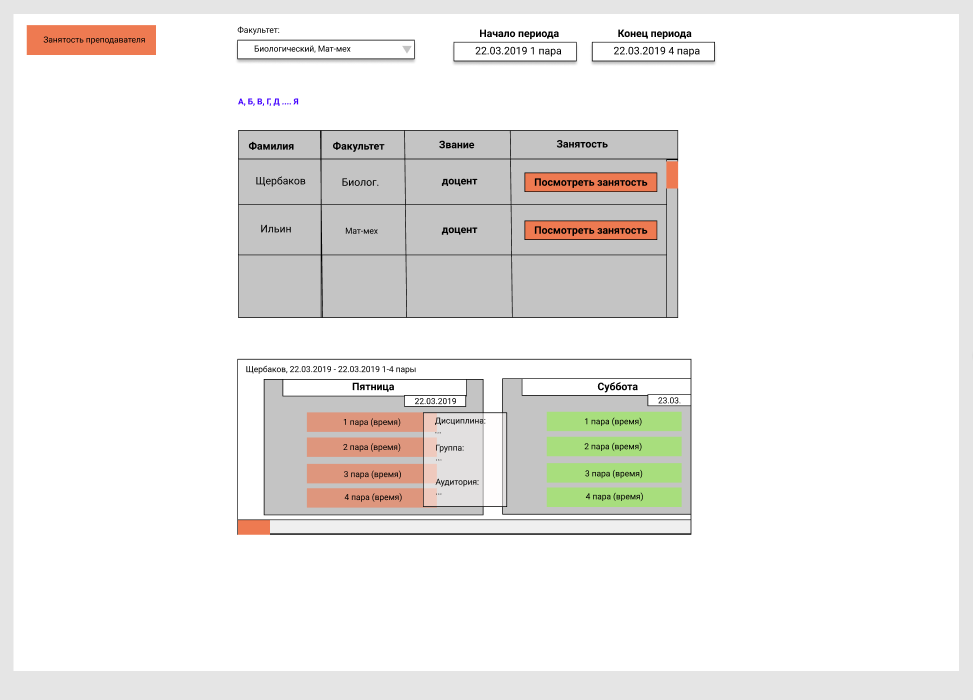 Занятость преподавателя
Факультет:
Биологический, Мат-мех
Начало периода
22.03.2019 1 пара
Конец периода
22.03.2019 4 пара
А, Б, В, Г, Д .... Я
Фамилия Факультет Звание Занятость
Щербаков Биолог. доцент Посмотреть занятость
Ильин Мат-мех доцент Посмотреть занятость
Щербаков, 22.03.2019 - 22.03.2019 1-4 пары
Пятница
22.03.2019
1 пара (время)
2 пара (время)
3 пара (время)
4 пара (время)
Дисциплина:
...
Группа:
...
Аудитория:
...
Суббота
23.03.
1 пара (время)
2 пара (время)
3 пара (время)
4 пара (время)